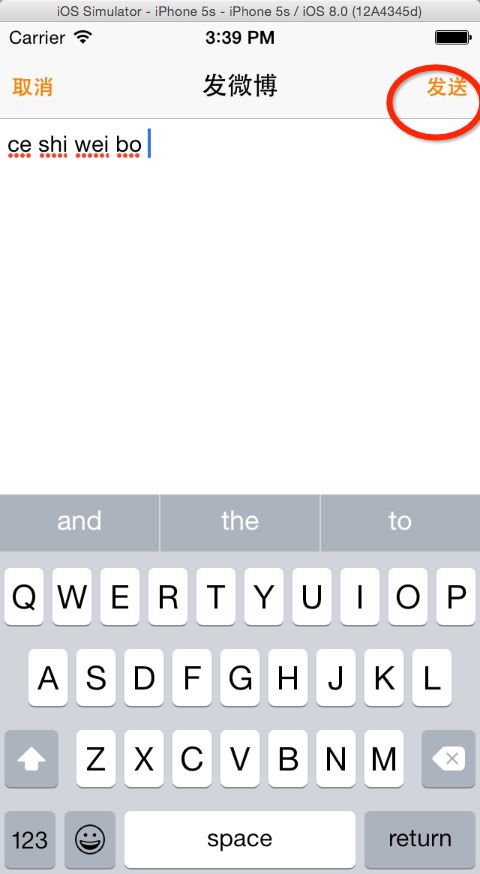 iOS Simulator - iPhone 5s - iPhone 5s / iOS 8.0 (12A4345d)
Carrier 3:39 PM
取消 发微博 发送
ce shi wei bo
and the to
Q W E R T Y U I O P
A S D F G H J K L
Z X C V B N M
123 space return